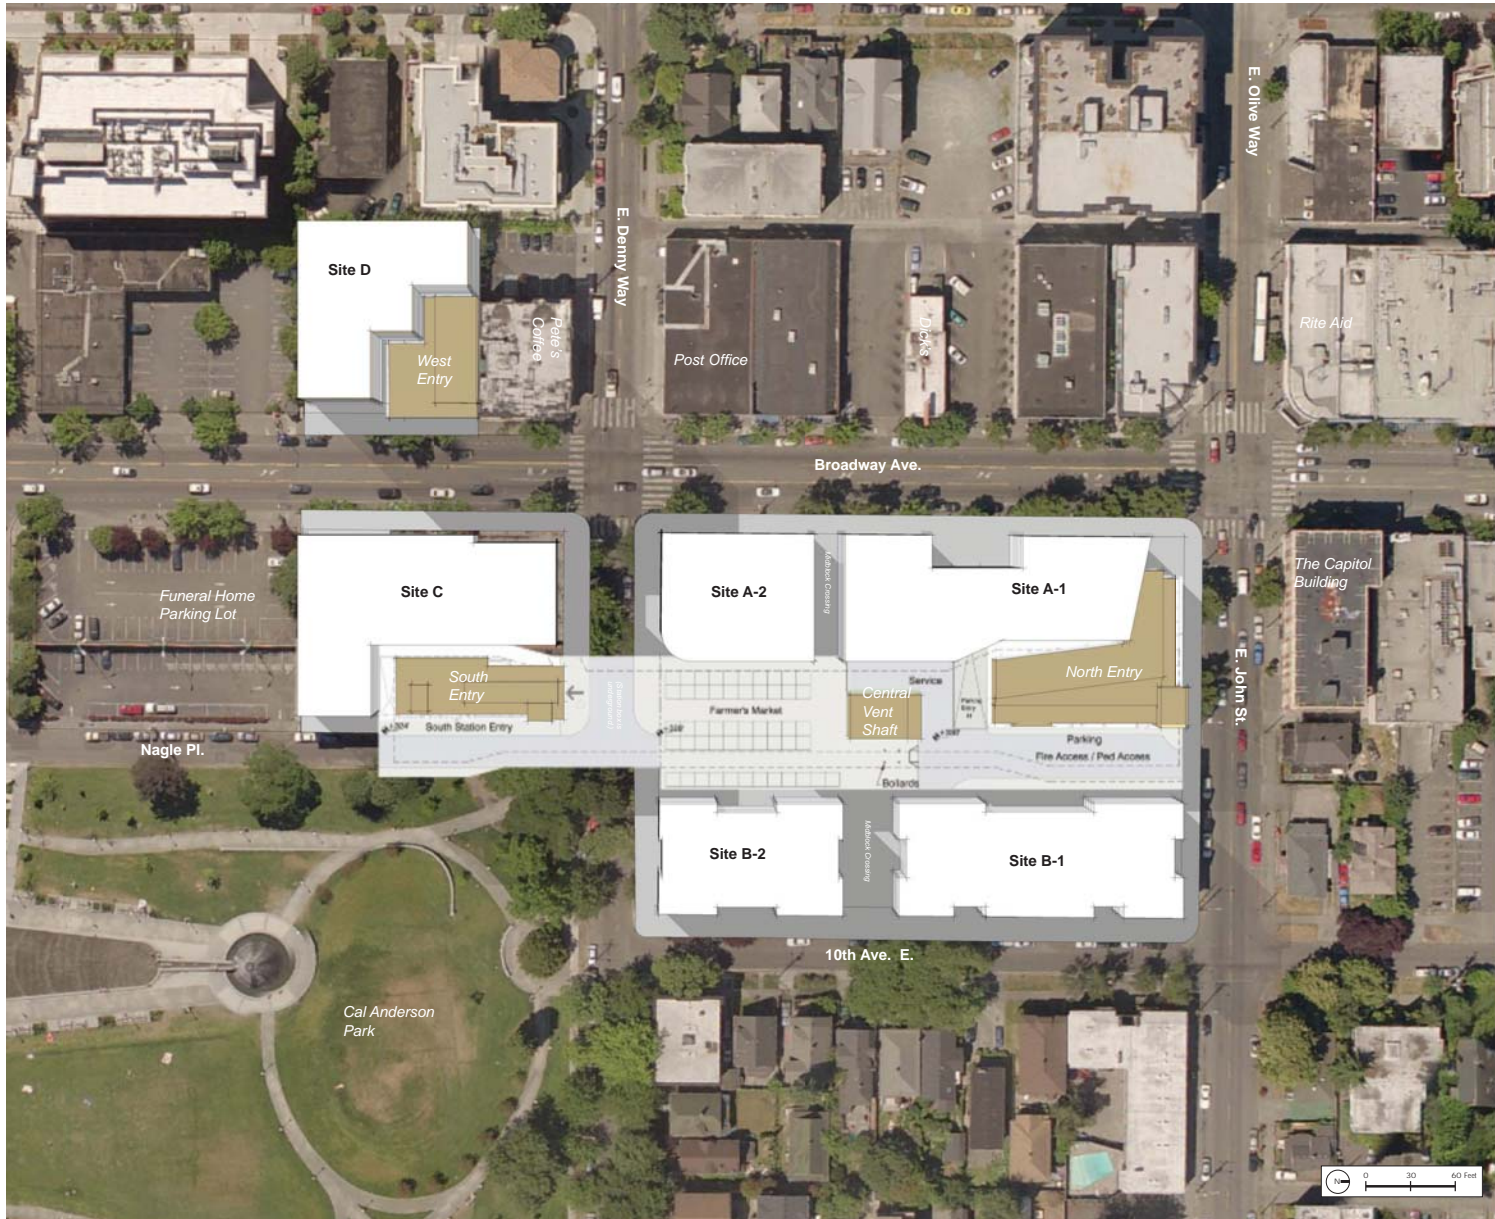 E. Olive Way
E. Denny Way
Site D
West
Entry
Pete's
Coffee
Post Office
Dick's
Rite Aid
Broadway Ave.
Site C
Site A-2
Midblock Crossing
Site A-1
The Capitol
Building
Funeral Home
Parking Lot
South
Entry
South Station Entry
Farmer's Market
Central
Vent
Shaft
Service
North Entry
Parking
Fire Access / Ped Access
Bollards
E. John St.
Nagle Pl.
Site B-2
Midblock Crossing
Site B-1
10th Ave. E.
Cal Anderson
Park
N
0 30 60 Feet